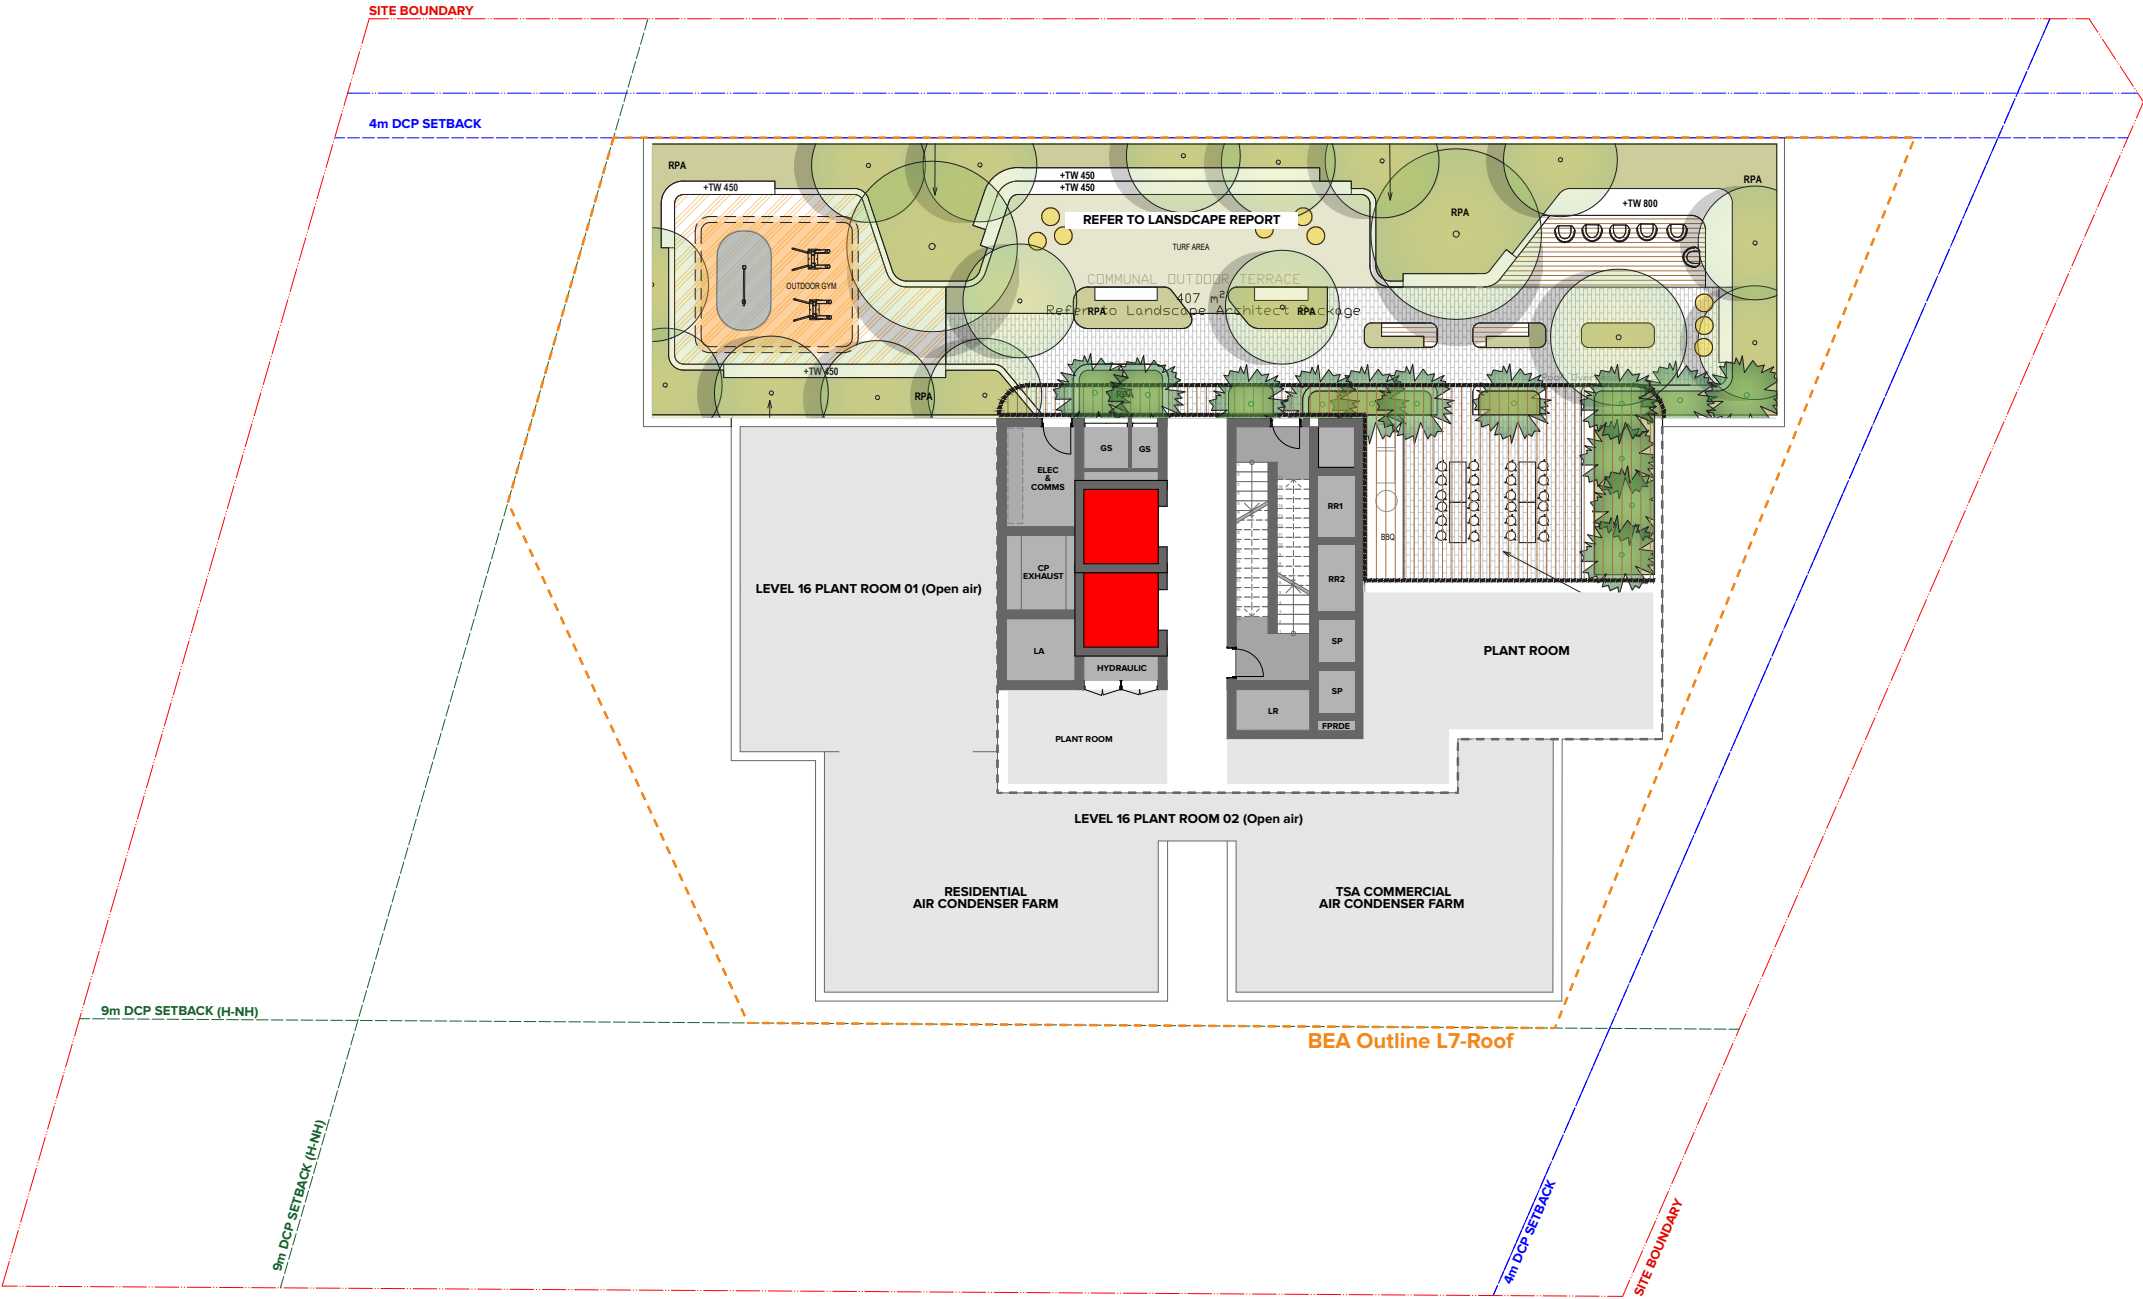 SITE BOUNDARY
4m DCP SETBACK
RPA
+TW 450
+TW 450
+TW 450
RPA
+TW 800
RPA
REFER TO LANSDCAPE REPORT
TURF AREA
COMMUNAL OUTDOOR TERRACE
407 m²
Refer to Landscape Architect Package
OUTDOOR GYM
RPA
RPA
+TW 450
RPA
RPA
GS
GS
ELEC
&
COMMS
RR1
BBQ
CP
EXHAUST
RR2
LEVEL 16 PLANT ROOM 01 (Open air)
LA
SP
PLANT ROOM
HYDRAULIC
SP
LR
FPRDE
PLANT ROOM
LEVEL 16 PLANT ROOM 02 (Open air)
RESIDENTIAL
AIR CONDENSER FARM
TSA COMMERCIAL
AIR CONDENSER FARM
9m DCP SETBACK (H-NH)
BEA Outline L7-Roof
9m DCP SETBACK (H-NH)
4m DCP SETBACK
SITE BOUNDARY